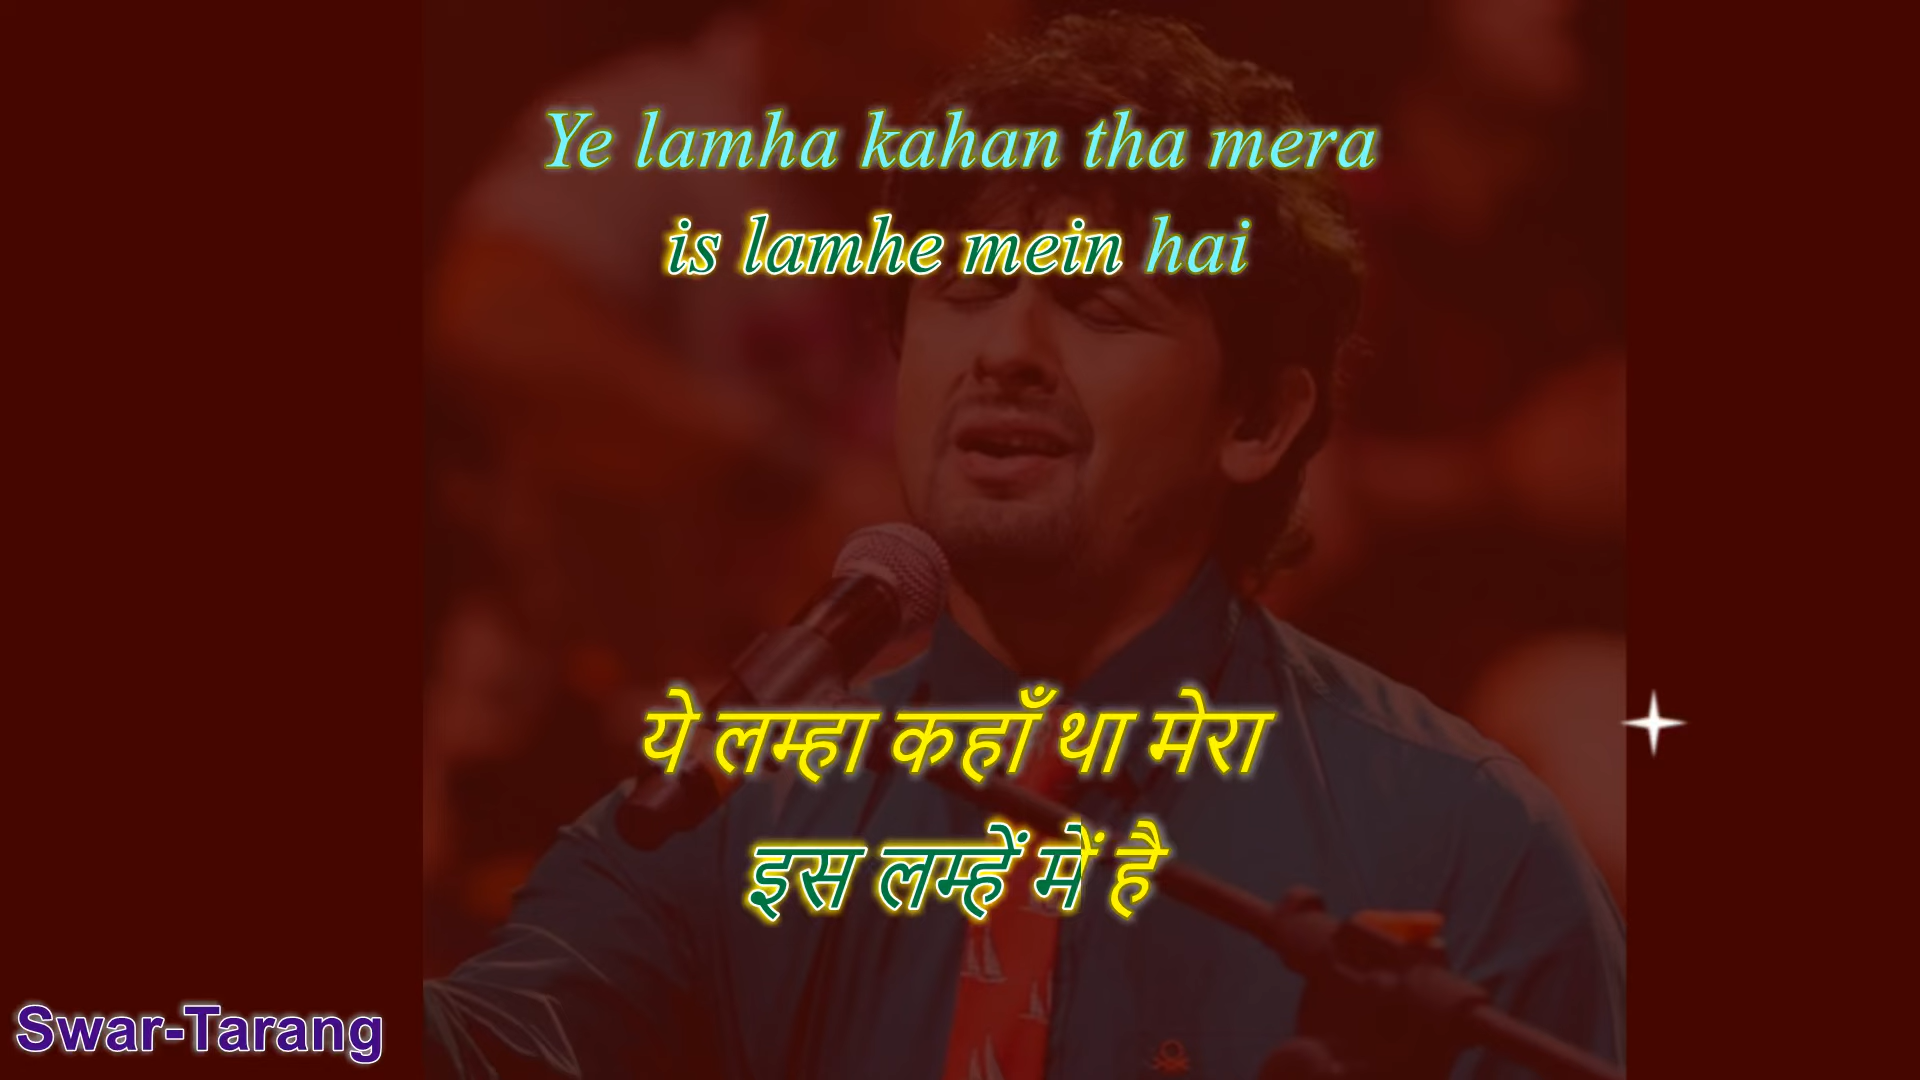 Ye lamha kahan tha mera
is lamhe mein hai
ये लम्हा कहाँ था मेरा
इस लम्हें में है
Swar-Tarang